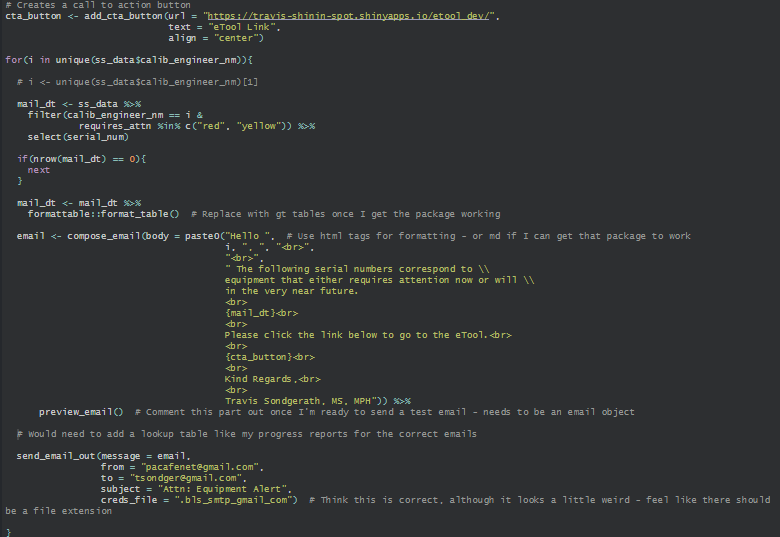 # Creates a call to action button
cta_button <- add_cta_button(url = "https://travis-shinin-spot.shinyapps.io/etool_dev/",
text = "eTool Link",
align = "center")
for(i in unique(ss_data$calib_engineer_nm)){
# i <- unique(ss_data$calib_engineer_nm)[1]
mail_dt <- ss_data %>%
filter(calib_engineer_nm == i &
requires_attn %in% c("red", "yellow")) %>%
select(serial_num)
if(nrow(mail_dt) == 0){
next
}
mail_dt <- mail_dt %>%
formattable::format_table() # Replace with gt tables once I get the package working
email <- compose_email(body = paste0("Hello ", # Use html tags for formatting - or md if I can get that package to work
i, ", ", "<br>",
"<br>",
" The following serial numbers correspond to \\
equipment that either requires attention now or will \\
in the very near future.
<br>
{mail_dt}<br>
<br>
Please click the link below to go to the eTool.<br>
<br>
{cta_button}<br>
<br>
Kind Regards,<br>
<br>
Travis Sondgerath, MS, MPH")) %>%
preview_email() # Comment this part out once I'm ready to send a test email - needs to be an email object
# Would need to add a lookup table like my progress reports for the correct emails
send_email_out(message = email,
from = "pacafenet@gmail.com",
to = "tsondger@gmail.com",
subject = "Attn: Equipment Alert",
creds_file = ".bls_smtp_gmail_com") # Think this is correct, although it looks a little weird - feel like there should
be a file extension
}